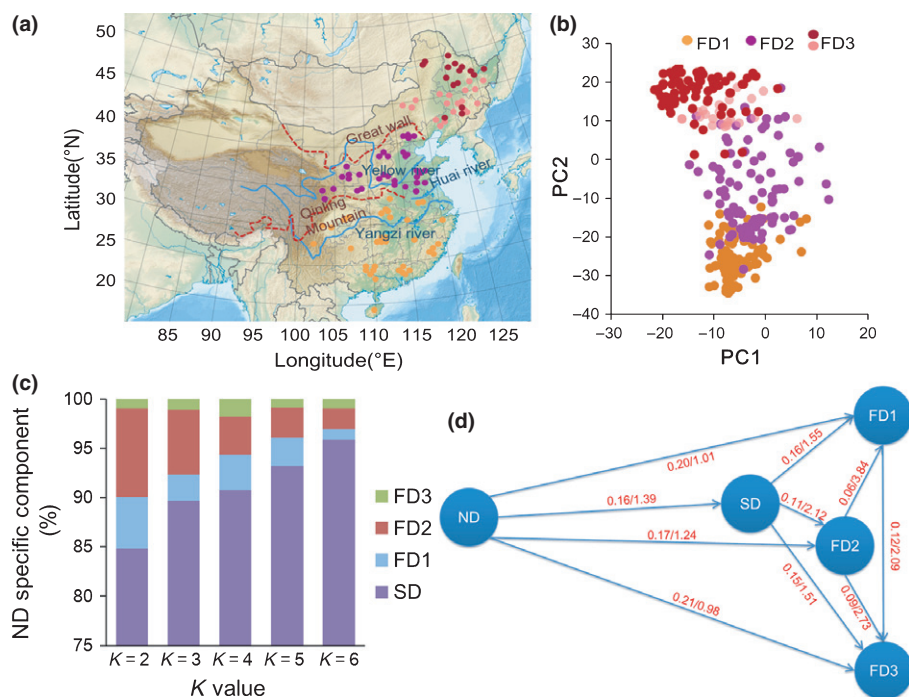 (a)
50
45
40
35
30
25
20
Latitude(°N)
Great wall
Yellow river
Huai river
Qinling
Mountain
Yangzi river
85 90 95 100 105 110 115 120 125
Longitude(°E)
(b)
FD1 FD2 FD3
30
20
10
0
−10
−20
−30
−40
PC2
−30 −20 −10 0 10 20
PC1
(c)
100
95
90
85
80
75
ND specific component
(%)
K = 2 K = 3 K = 4 K = 5 K = 6
K value
FD3
FD2
FD1
SD
(d)
FD1
0.20/1.01
0.16/1.55
0.06/3.84
ND
0.16/1.39
SD
0.11/2.12
0.12/2.09
0.17/1.24
FD2
0.15/1.51
0.09/2.73
0.21/0.98
FD3